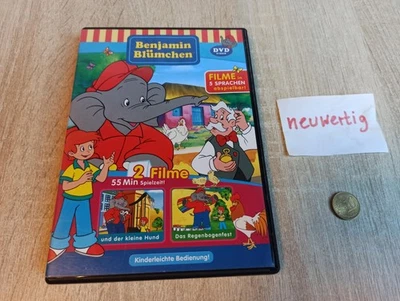 Benjamin
Blümchen
DVD
FILME in
5 SPRACHEN
abspielbar!
neuwertig
2 Filme
55 Min Spielzeit!
und der kleine Hund
Das Regenbogenfest
Kinderleichte Bedienung!